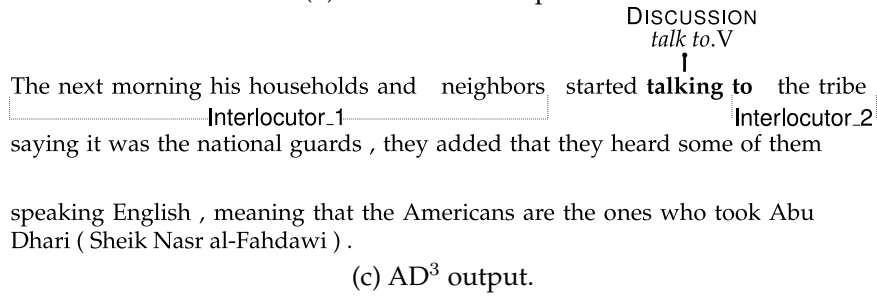 DISCUSSION
talk to.V
The next morning his households and neighbors started talking to the tribe
Interlocutor_1 Interlocutor_2
saying it was the national guards , they added that they heard some of them
speaking English , meaning that the Americans are the ones who took Abu
Dhari ( Sheik Nasr al-Fahdawi ) .
(c) AD³ output.